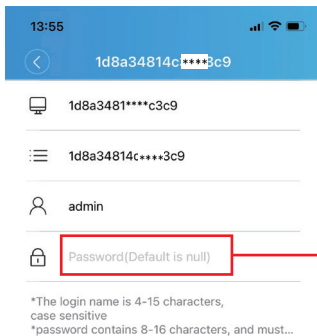 13:55
1d8a34814c****3c9
1d8a3481****c3c9
1d8a34814c****3c9
admin
Password(Default is null)
*The login name is 4-15 characters,
case sensitive
*password contains 8-16 characters, and must...